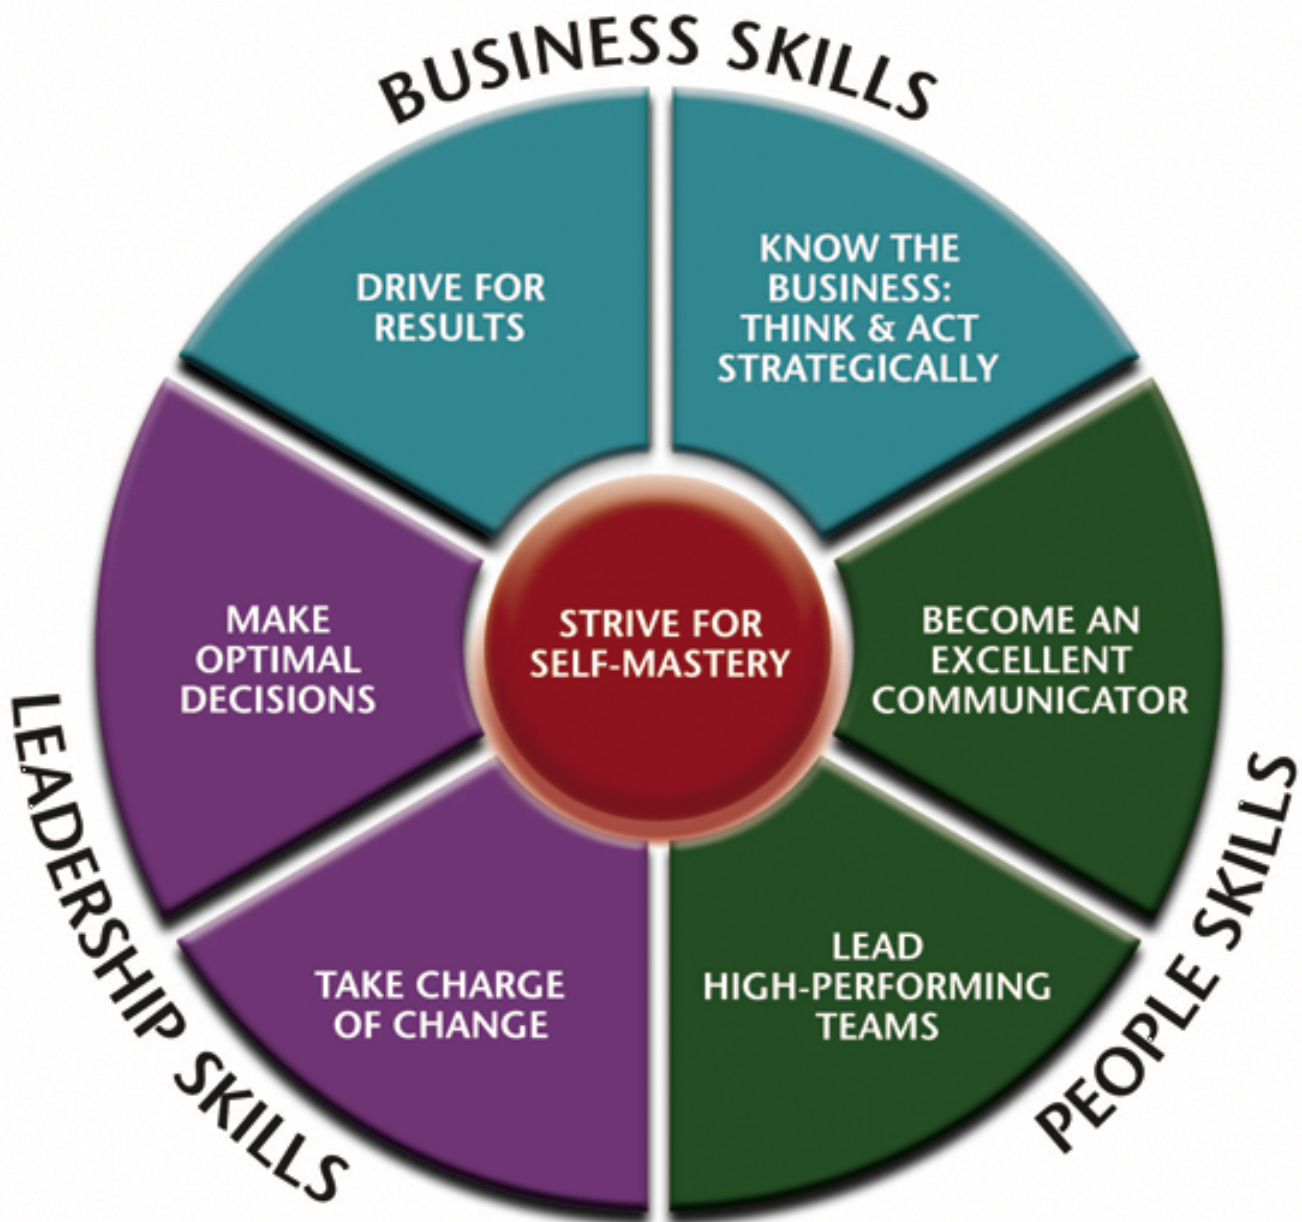 BUSINESS SKILLS
DRIVE FOR
RESULTS
KNOW THE
BUSINESS:
THINK & ACT
STRATEGICALLY
MAKE
OPTIMAL
DECISIONS
STRIVE FOR
SELF-MASTERY
BECOME AN
EXCELLENT
COMMUNICATOR
TAKE CHARGE
OF CHANGE
LEAD
HIGH-PERFORMING
TEAMS
LEADERSHIP SKILLS
PEOPLE SKILLS